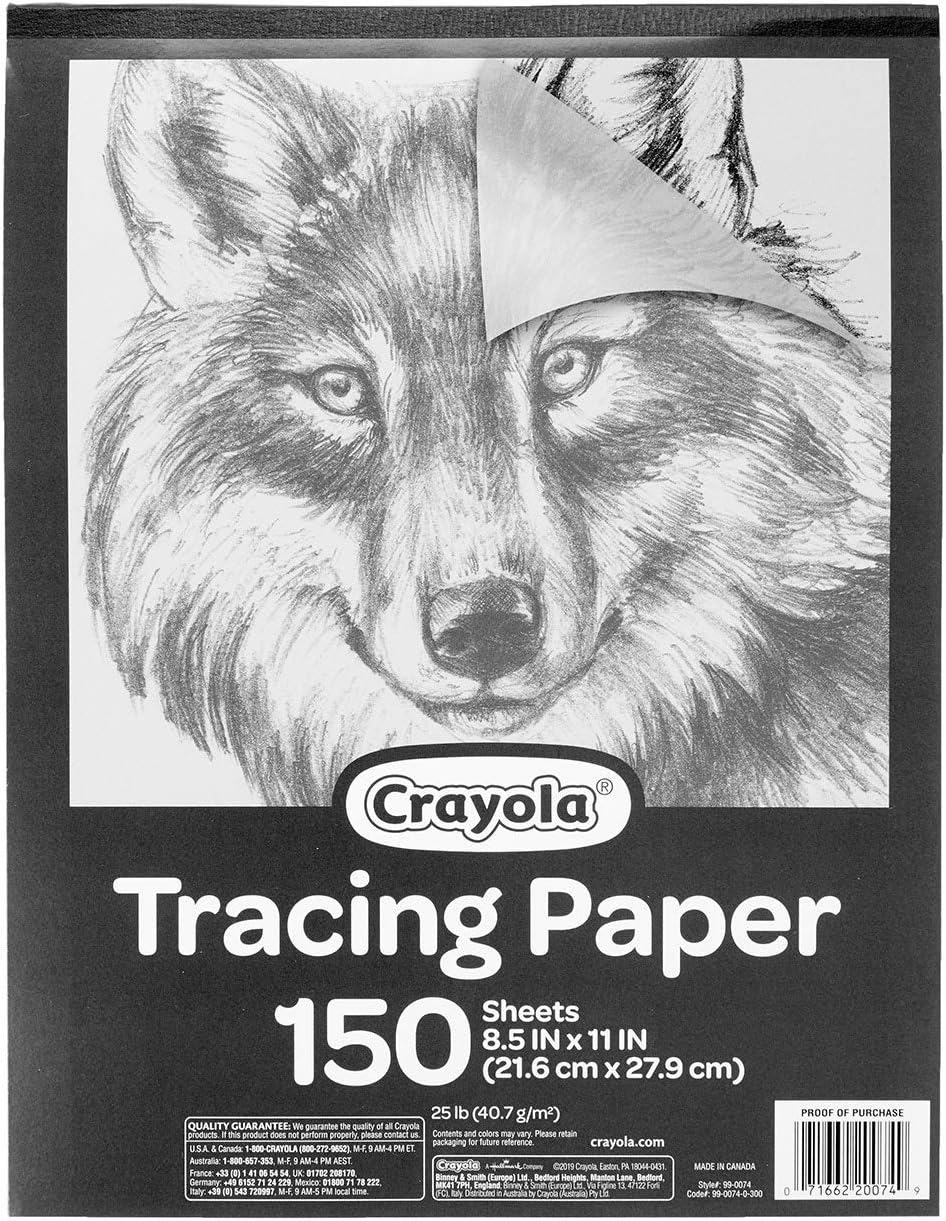 Crayola®
Tracing Paper
150 Sheets
8.5 IN x 11 IN
(21.6 cm x 27.9 cm)
25 lb (40.7 g/m²)
QUALITY GUARANTEE: We guarantee the quality of all Crayola
products. If this product does not perform properly, please contact us.
U.S.A. & Canada: 1-800-CRAYOLA (800-272-9652), M-F, 9 AM-4 PM ET.
Australia: 1-800-657-353, M-F, 9 AM-4 PM AEST.
France: +33 (0) 1 41 06 54 54, UK: 01702 208170,
Germany: +49 6152 71 24 229, Mexico: 01800 71 78 222,
Italy: +39 (0) 543 720997, M-F, 9 AM-5 PM local time.
Contents and colors may vary. Please retain
packaging for future reference.
crayola.com
Crayola A Hallmark Company ©2019 Crayola, Easton, PA 18044-0431.
Binney & Smith (Europe) Ltd., Bedford Heights, Manton Lane, Bedford,
MK41 7PH, England; Binney & Smith (Europe) Ltd., Via Figline 13, 47122 Forlì
(FC), Italy. Distributed in Australia by Crayola (Australia) Pty Ltd.
MADE IN CANADA
Style#: 99-0074
Code#: 99-0074-0-300
PROOF OF PURCHASE
0 71662 20074 9